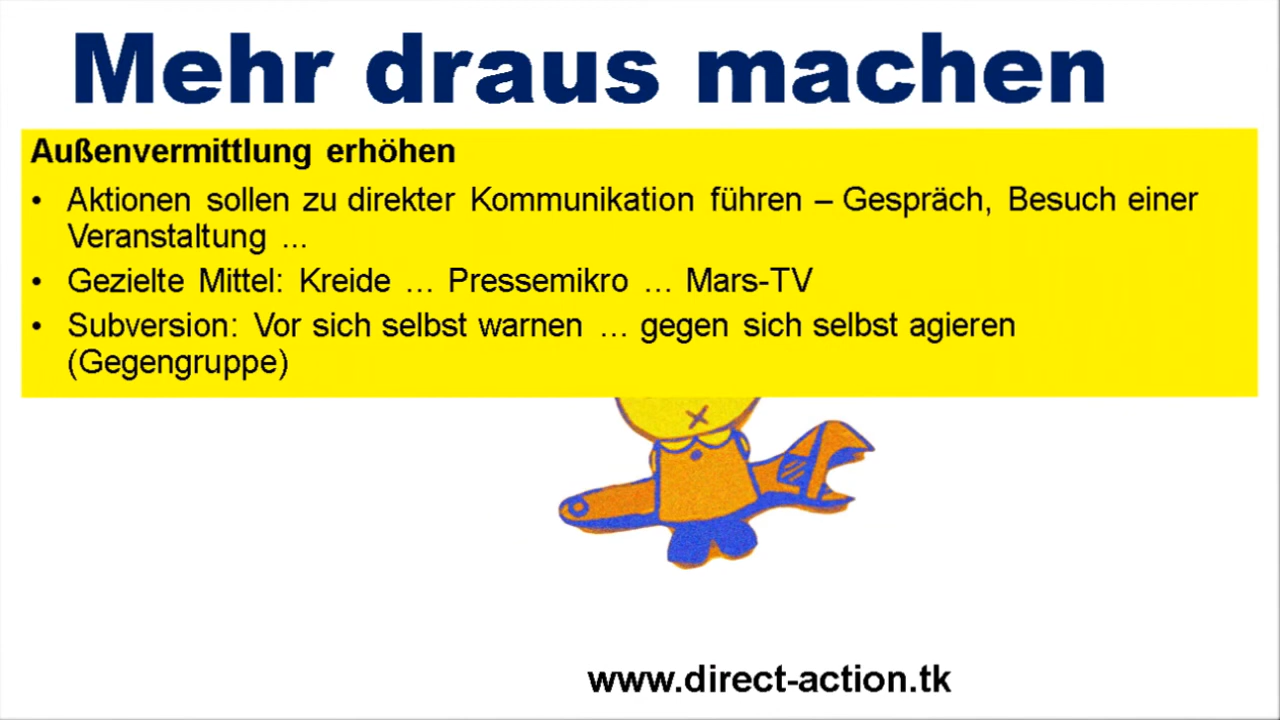 Mehr draus machen
Außenvermittlung erhöhen
• Aktionen sollen zu direkter Kommunikation führen – Gespräch, Besuch einer
Veranstaltung ...
• Gezielte Mittel: Kreide … Pressemikro … Mars-TV
• Subversion: Vor sich selbst warnen … gegen sich selbst agieren
(Gegengruppe)
www.direct-action.tk